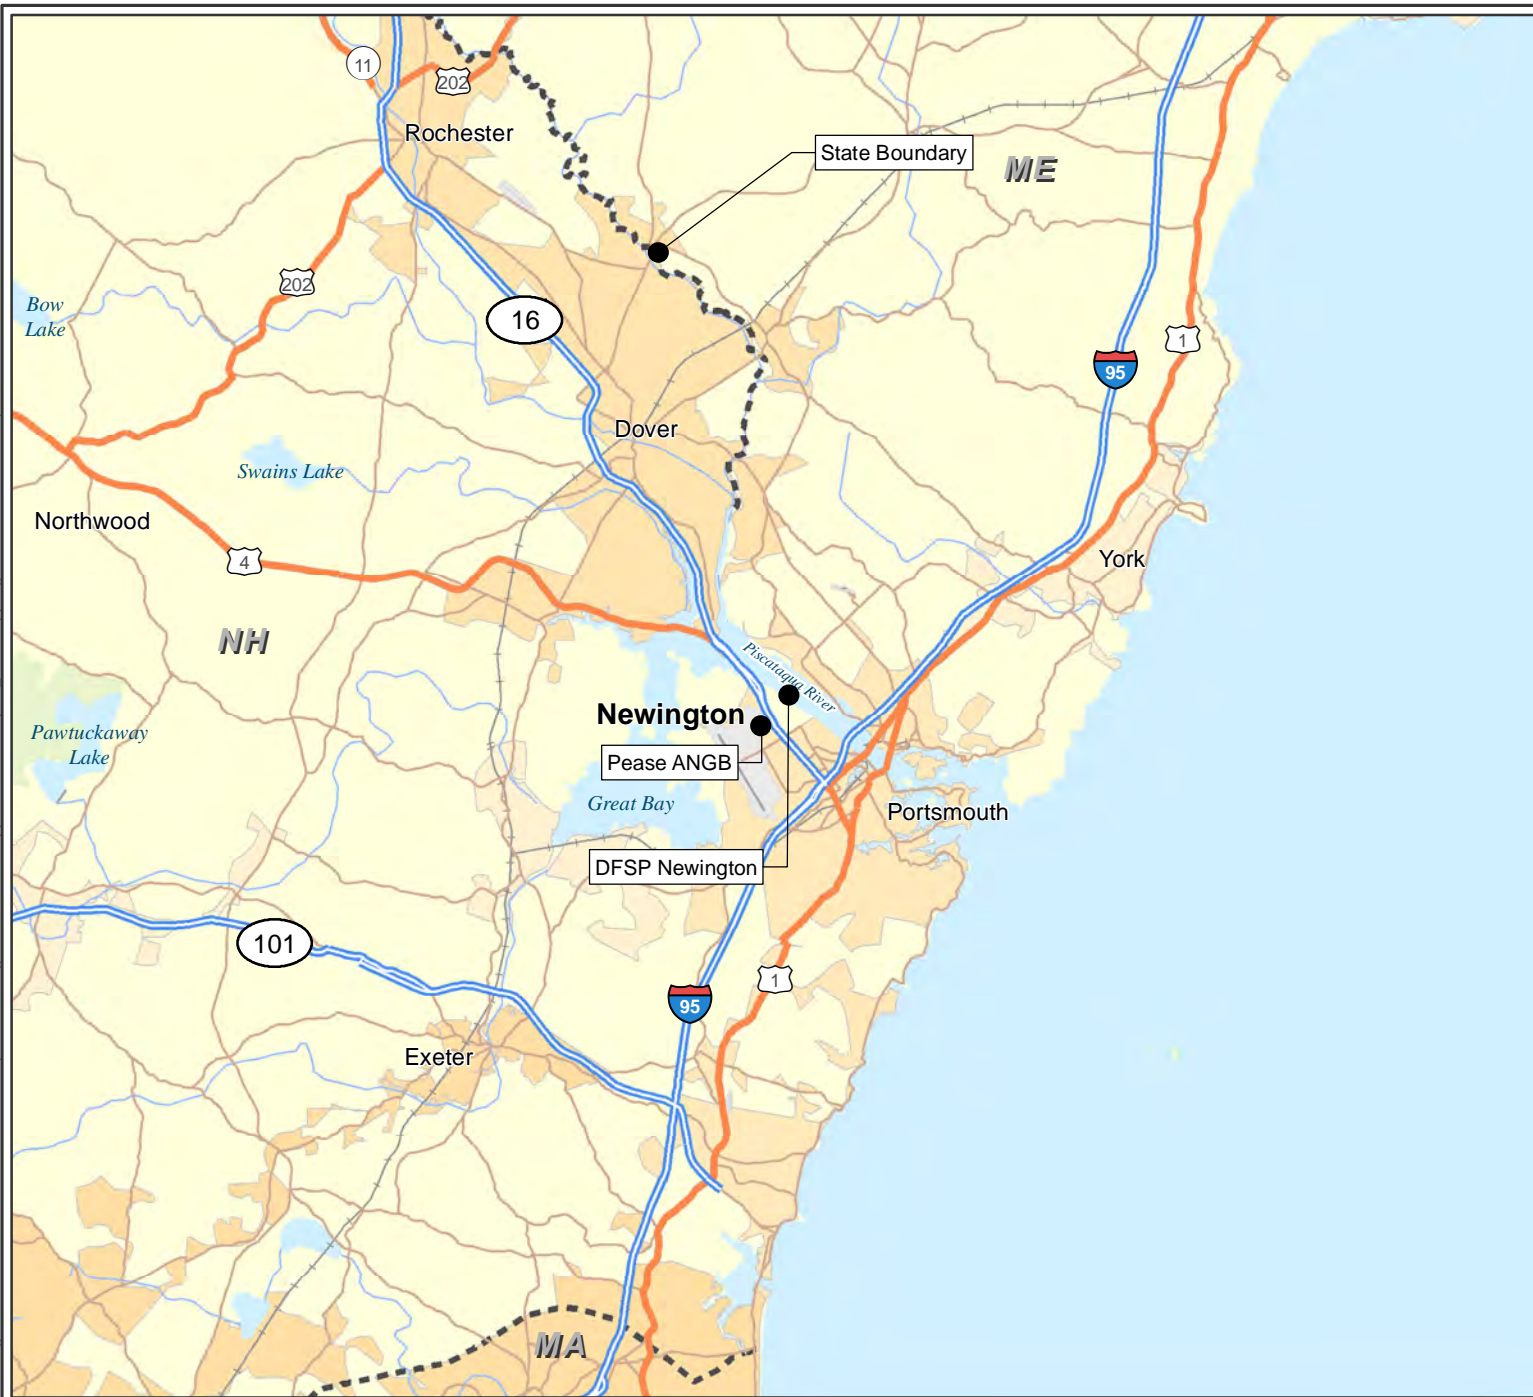 11
202
Rochester
State Boundary
ME
202
Bow
Lake
16
1
95
Dover
Swains Lake
Northwood
4
York
NH
Piscataqua River
Newington
Pawtuckaway
Lake
Pease ANGB
Great Bay
Portsmouth
DFSP Newington
101
1
95
Exeter
MA